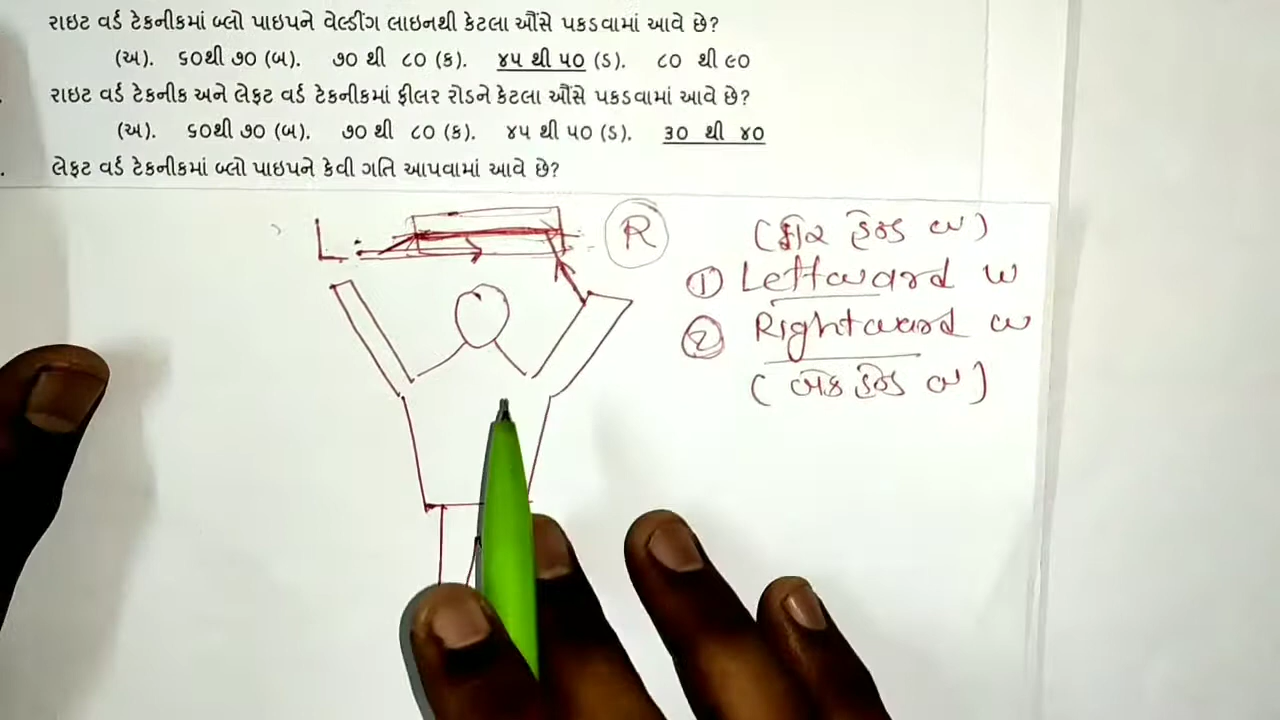 રાઇટ વર્ડ ટેકનીકમાં બ્લો પાઇપને વેલ્ડીંગ લાઇનથી કેટલા ઔંસે પકડવામાં આવે છે?
(અ). ૬૦થી ૭૦ (બ). ૭૦ થી ૮૦ (ક). ૪૫ થી ૫૦ (ડ). ૮૦ થી ૯૦
રાઇટ વર્ડ ટેકનીક અને લેફટ વર્ડ ટેકનીકમાં ફીલર રોડને કેટલા ઔંસે પકડવામાં આવે છે?
(અ). ૬૦થી ૭૦ (બ). ૭૦ થી ૮૦ (ક). ૪૫ થી ૫૦ (ડ). ૩૦ થી ૪૦
લેફટ વર્ડ ટેકનીકમાં બ્લો પાઇપને કેવી ગતિ આપવામાં આવે છે?
L R
(ફોર હેન્ડ w)
① Leftward w
② Rightward w
(બેક હેન્ડ w)